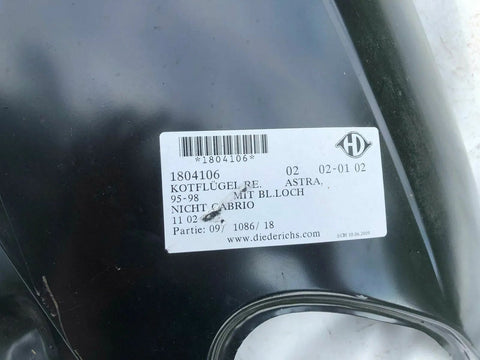 *1804106*
HD
1804106 02 02-01 02
KOTFLÜGEL RE. ASTRA,
95-98 MIT BL.LOCH
NICHT CABRIO
11 02
Partie: 09/ 1086/ 18
www.diederichs.com